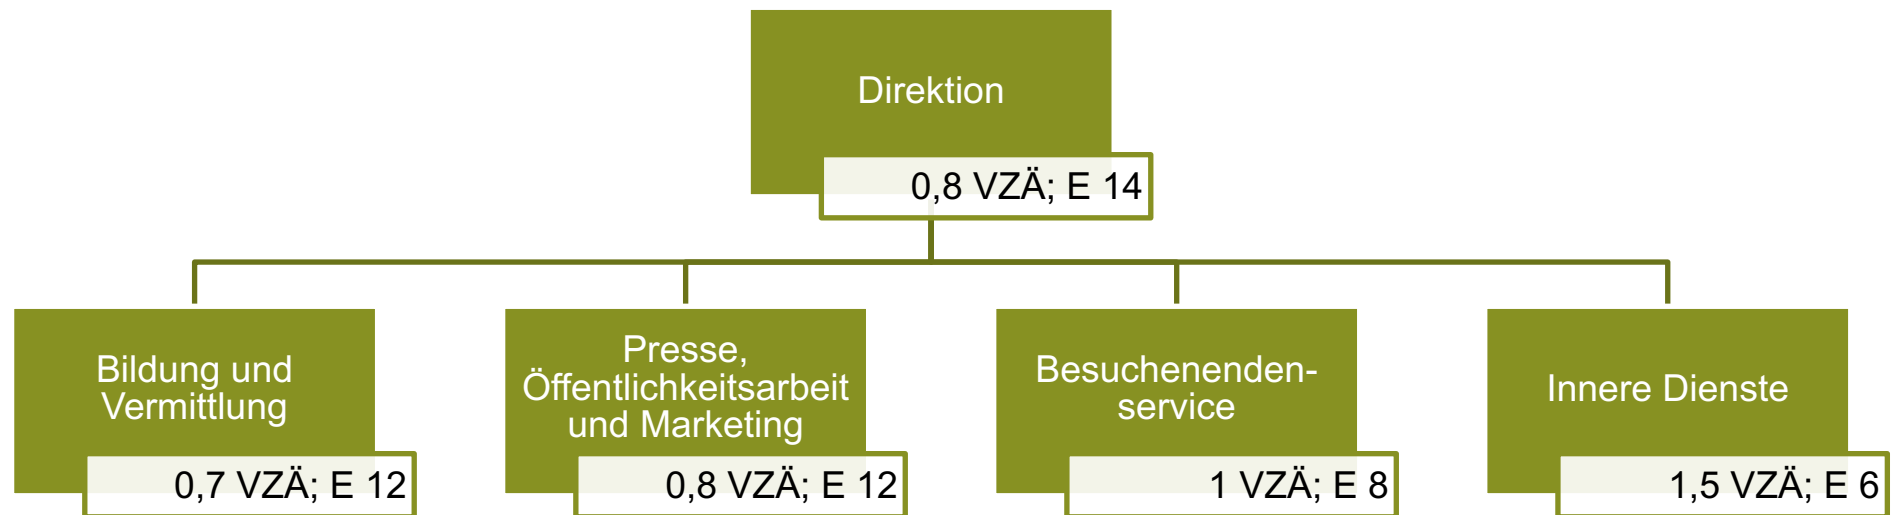 Direktion
0,8 VZÄ; E 14
Bildung und
Vermittlung
0,7 VZÄ; E 12
Presse,
Öffentlichkeitsarbeit
und Marketing
0,8 VZÄ; E 12
Besuchenenden-
service
1 VZÄ; E 8
Innere Dienste
1,5 VZÄ; E 6